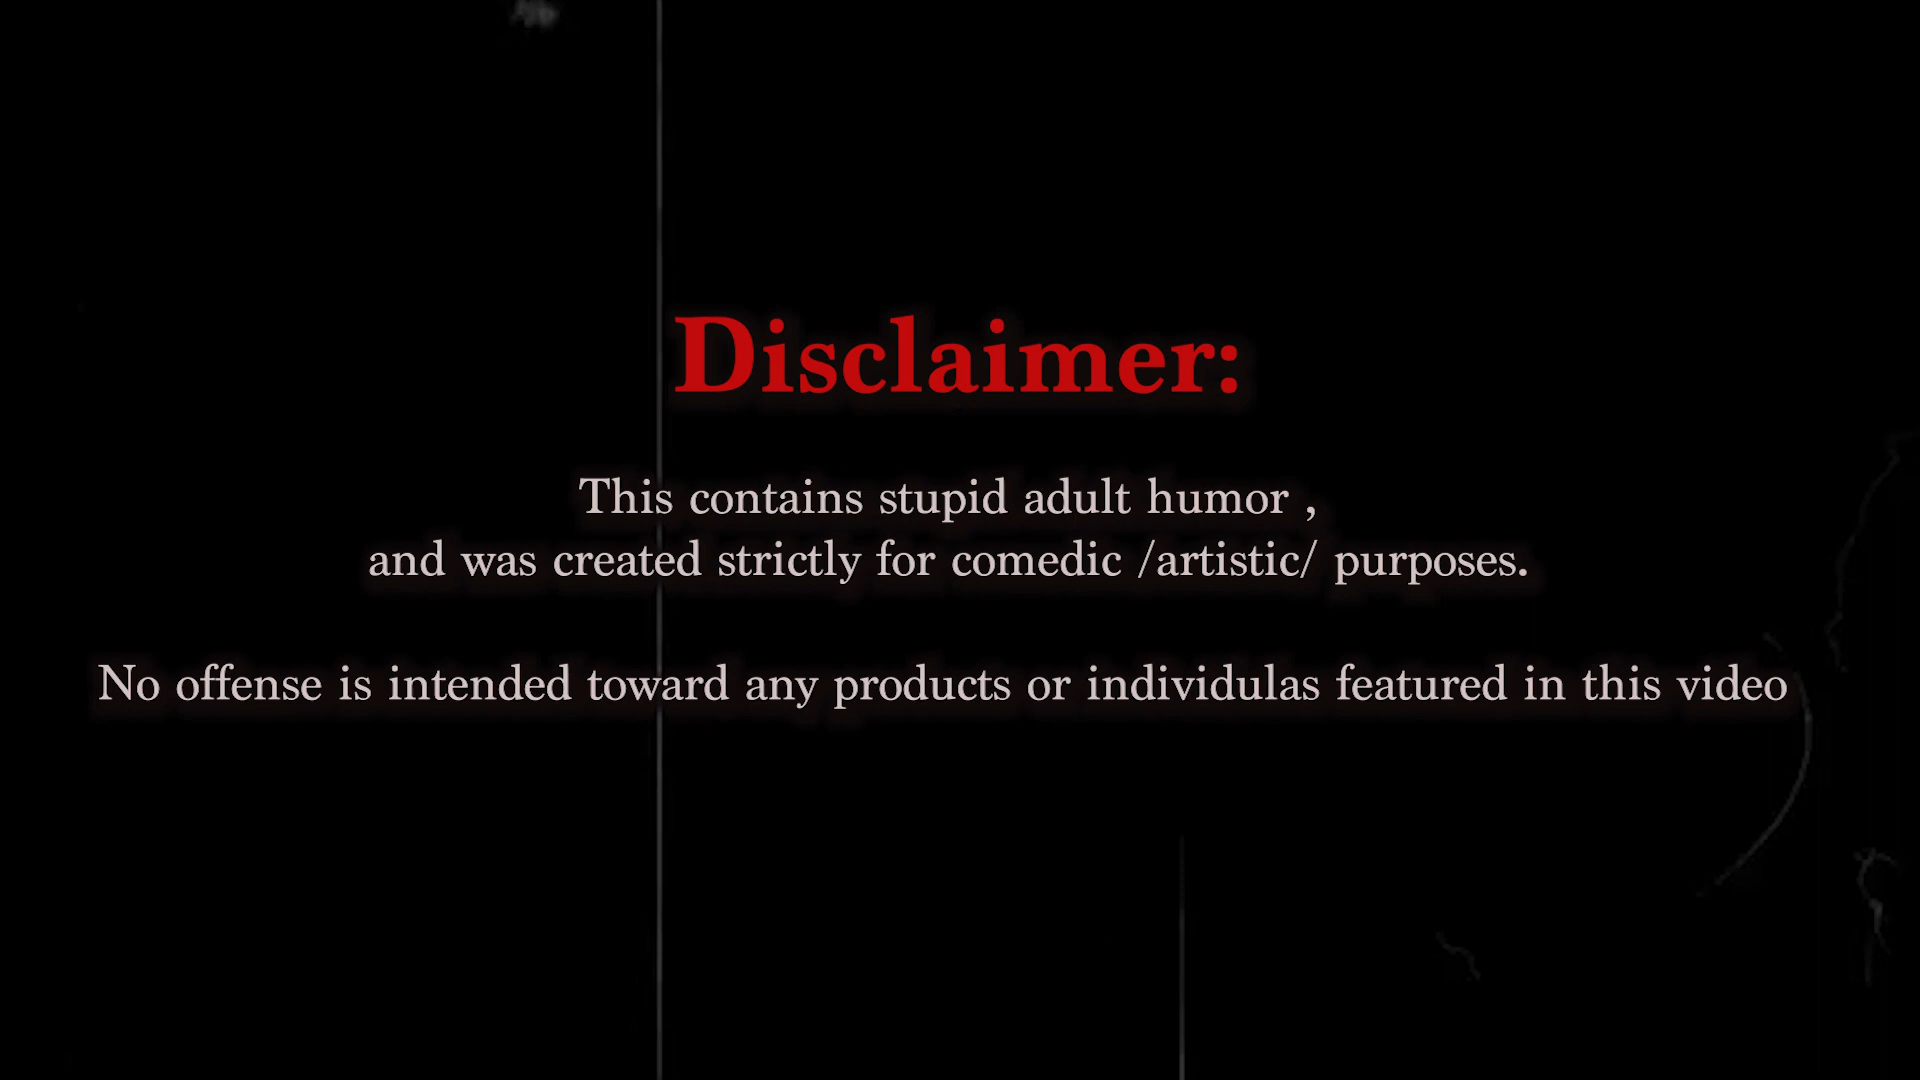 Disclaimer:
This contains stupid adult humor ,
and was created strictly for comedic /artistic/ purposes.
No offense is intended toward any products or individulas featured in this video